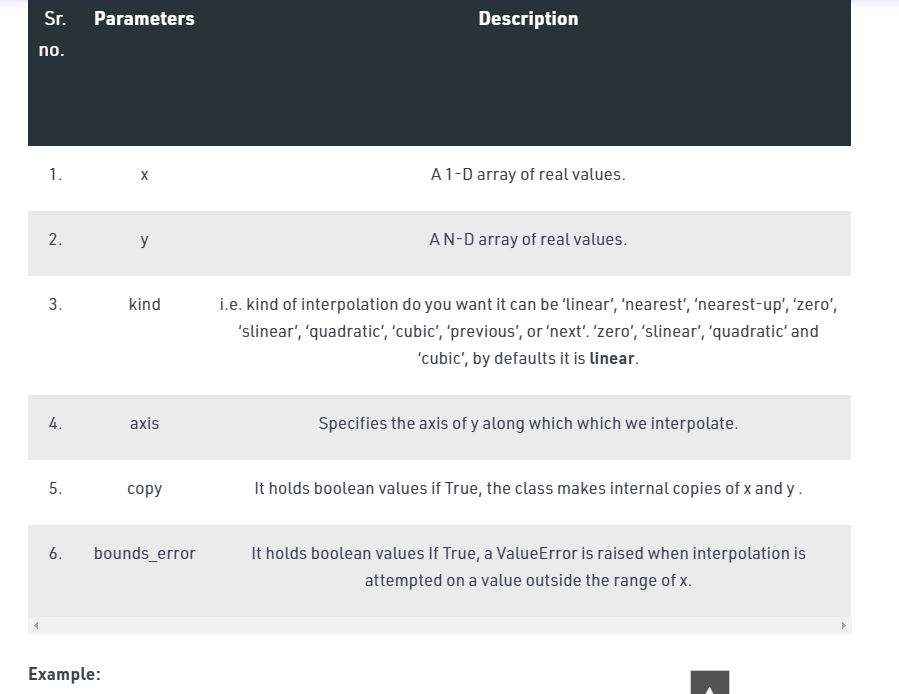 Sr. Parameters Description
no.
1. x A 1-D array of real values.
2. y A N-D array of real values.
3. kind i.e. kind of interpolation do you want it can be ‘linear’, ‘nearest’, ‘nearest-up’, ‘zero’,
‘slinear’, ‘quadratic’, ‘cubic’, ‘previous’, or ‘next’. ‘zero’, ‘slinear’, ‘quadratic’ and
‘cubic’, by defaults it is linear.
4. axis Specifies the axis of y along which which we interpolate.
5. copy It holds boolean values if True, the class makes internal copies of x and y .
6. bounds_error It holds boolean values If True, a ValueError is raised when interpolation is
attempted on a value outside the range of x.
Example: